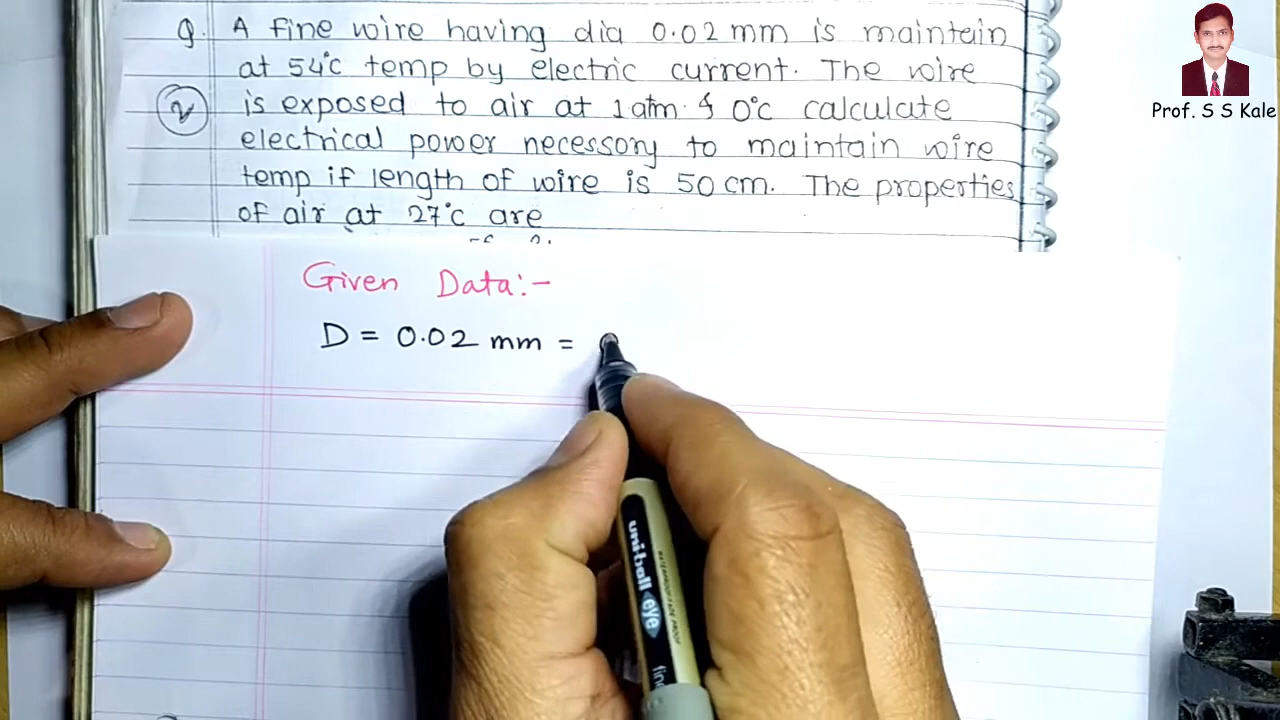 Q. A fine wire having dia 0.02 mm is maintain
at 54°C temp by electric current. The wire
is exposed to air at 1 atm & 0°C calculate
electrical power necessory to maintain wire
temp if length of wire is 50 cm. The properties
of air at 27°C are
Prof. S S Kale
Given Data:-
D = 0.02 mm =
uniball eye